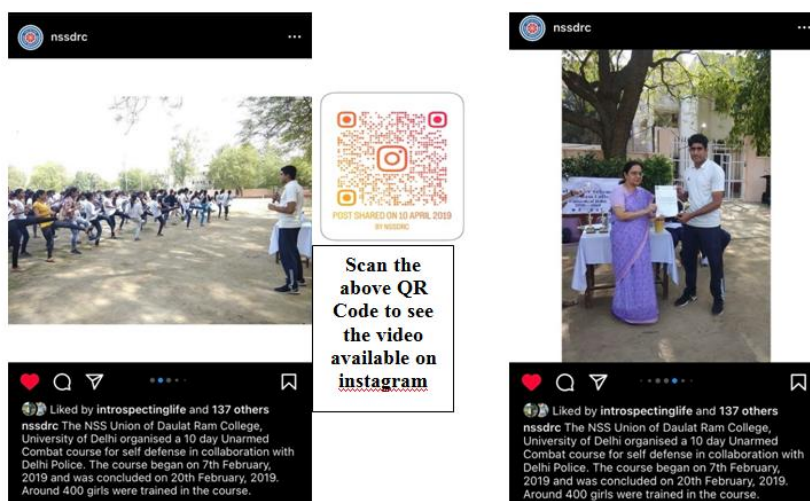 nssdrc
Liked by introspectinglife and 137 others
nssdrc The NSS Union of Daulat Ram College,
University of Delhi organised a 10 day Unarmed
Combat course for self defense in collaboration with
Delhi Police. The course began on 7th February,
2019 and was concluded on 20th February, 2019.
Around 400 girls were trained in the course.
POST SHARED ON 10 APRIL 2019
BY NSSDRC
Scan the
above QR
Code to see
the video
available on
instagram
nssdrc
Liked by introspectinglife and 137 others
nssdrc The NSS Union of Daulat Ram College,
University of Delhi organised a 10 day Unarmed
Combat course for self defense in collaboration with
Delhi Police. The course began on 7th February,
2019 and was concluded on 20th February, 2019.
Around 400 girls were trained in the course.